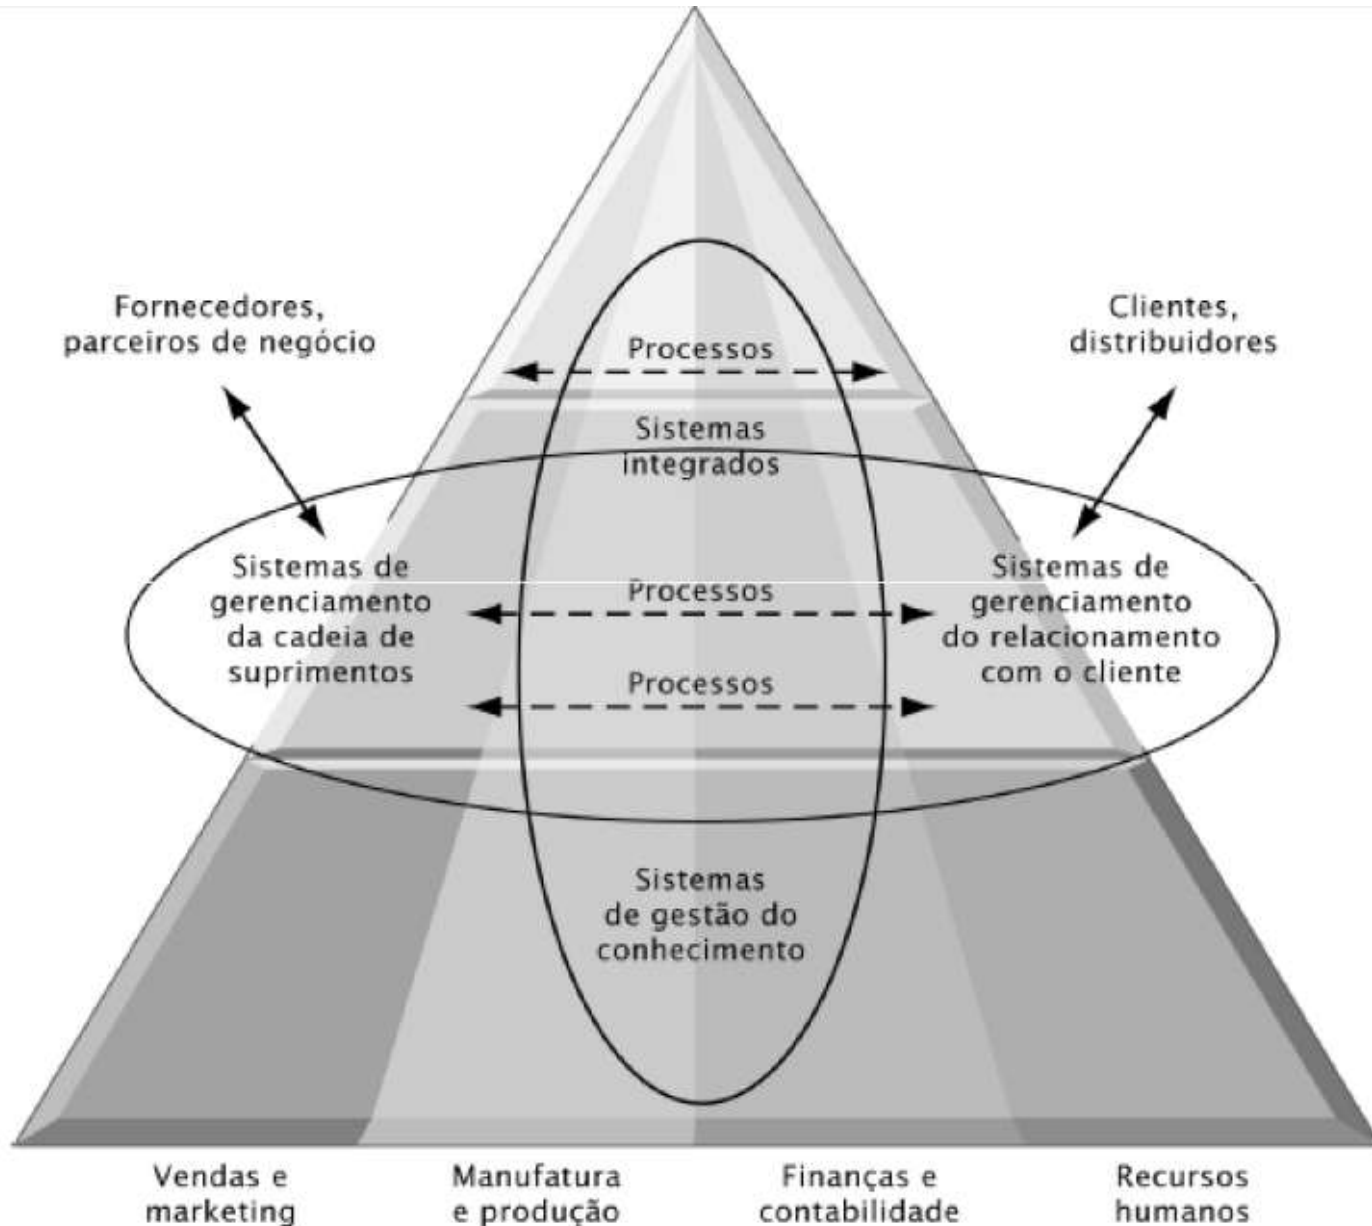 Fornecedores,
parceiros de negócio
Clientes,
distribuidores
Processos
Sistemas
integrados
Sistemas de
gerenciamento
da cadeia de
suprimentos
Processos
Processos
Sistemas de
gerenciamento
do relacionamento
com o cliente
Sistemas
de gestão do
conhecimento
Vendas e
marketing
Manufatura
e produção
Finanças e
contabilidade
Recursos
humanos